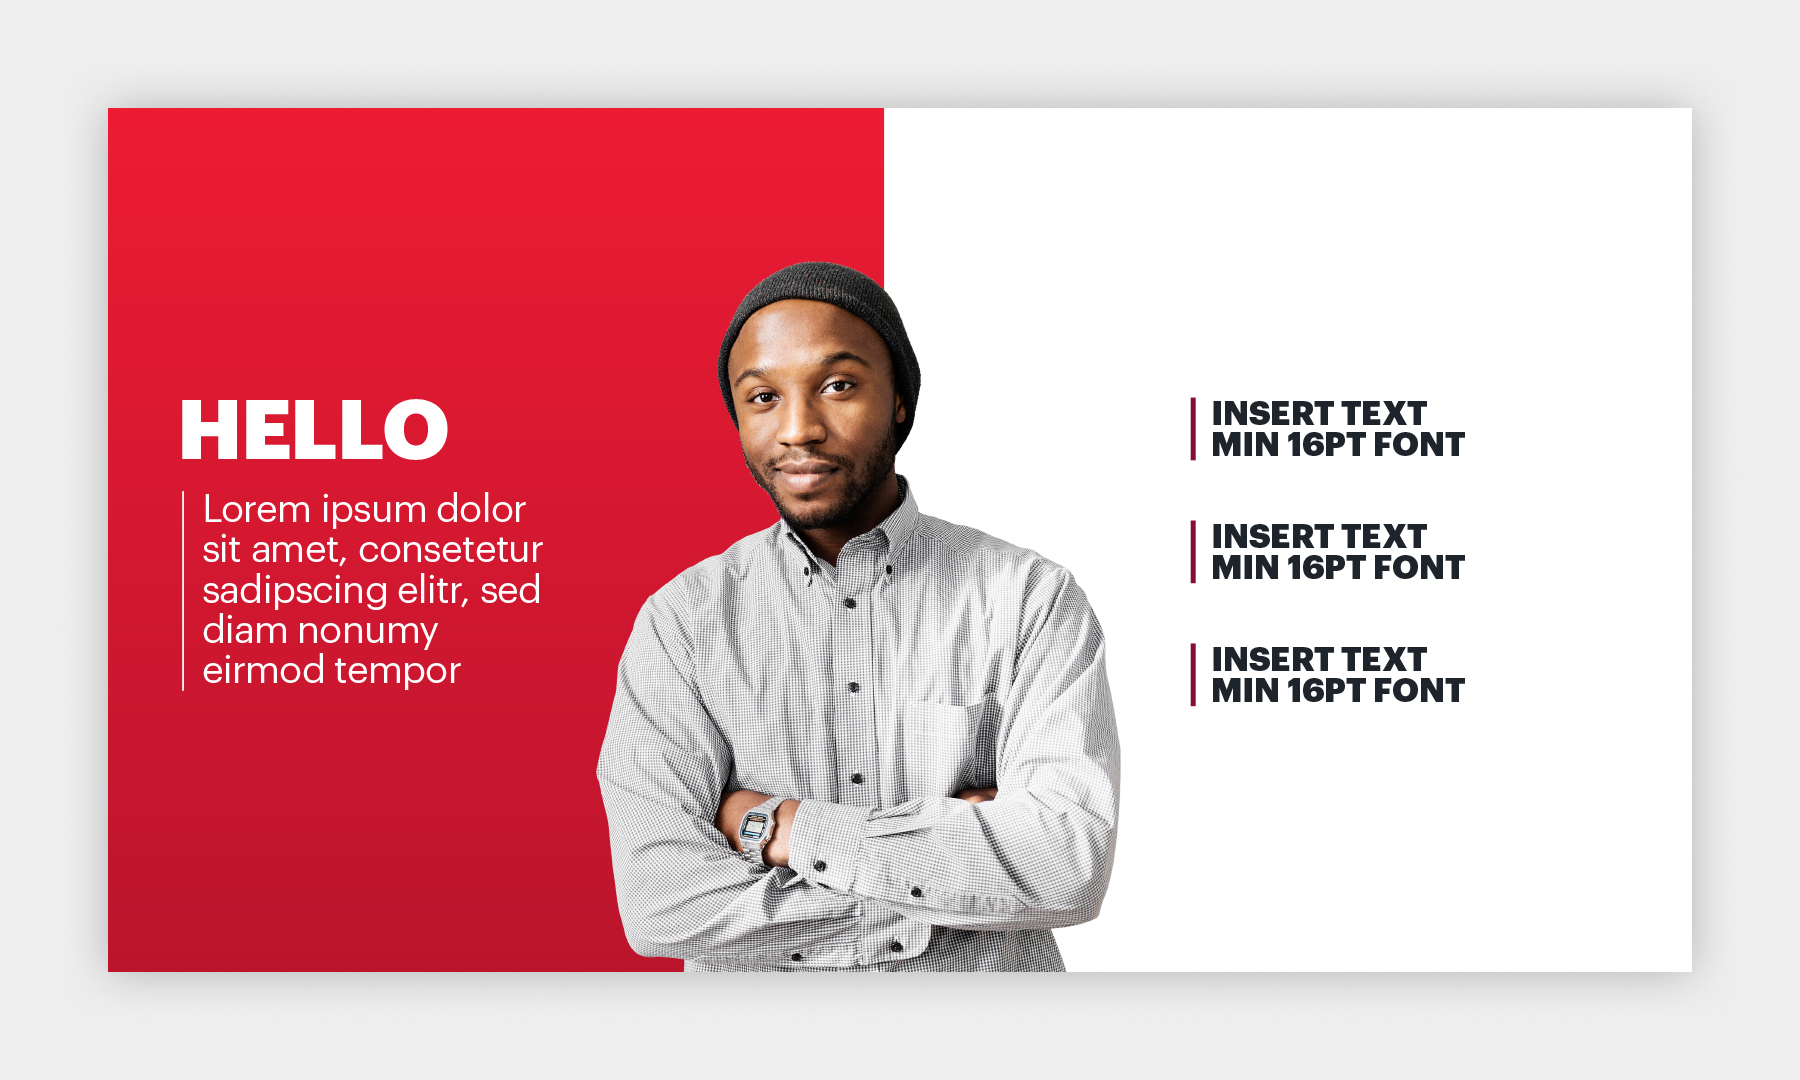 HELLO
Lorem ipsum dolor
sit amet, consetetur
sadipscing elitr, sed
diam nonumy
eirmod tempor
INSERT TEXT
MIN 16PT FONT
INSERT TEXT
MIN 16PT FONT
INSERT TEXT
MIN 16PT FONT